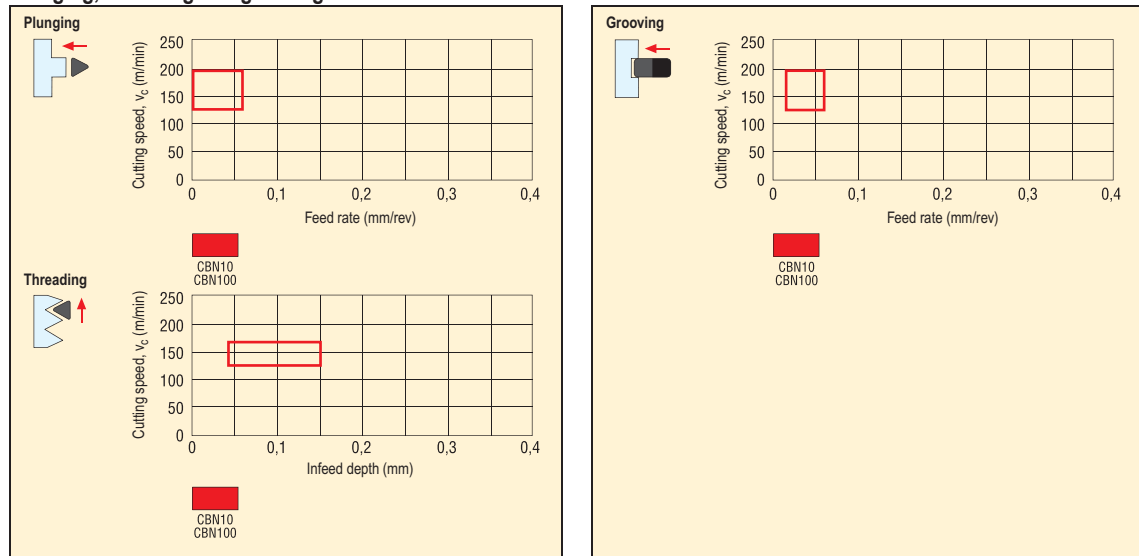 Plunging
250
200
150
100
50
0
Cutting speed, vc (m/min)
0 0,1 0,2 0,3 0,4
Feed rate (mm/rev)
CBN10
CBN100
Threading
250
200
150
100
50
0
Cutting speed, vc (m/min)
0 0,1 0,2 0,3 0,4
Infeed depth (mm)
CBN10
CBN100
Grooving
250
200
150
100
50
0
Cutting speed, vc (m/min)
0 0,1 0,2 0,3 0,4
Feed rate (mm/rev)
CBN10
CBN100